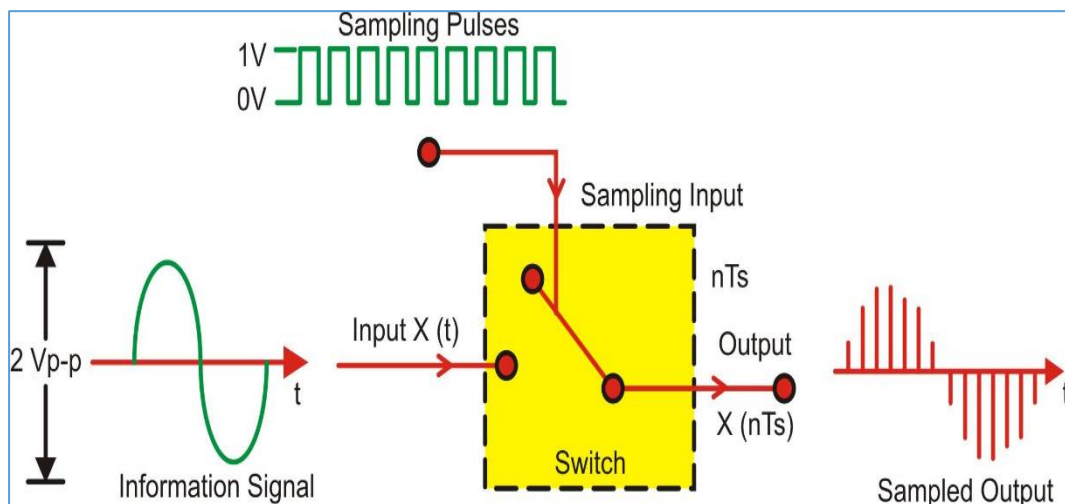 Sampling Pulses
1V
0V
Sampling Input
nTs
Input X (t)
Output
2 Vp-p
t
t
X (nTs)
Switch
Information Signal
Sampled Output